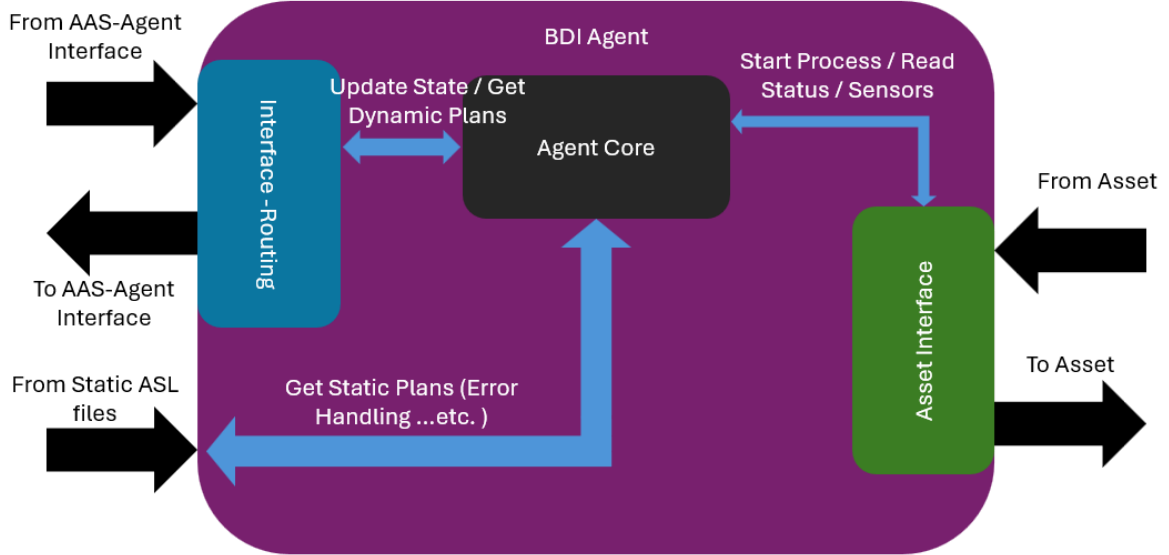 From AAS-Agent
Interface
BDI Agent
Start Process / Read
Status / Sensors
Update State / Get
Dynamic Plans
Interface -Routing
Agent Core
From Asset
To AAS-Agent
Interface
Asset Interface
To Asset
From Static ASL
files
Get Static Plans (Error
Handling ...etc. )